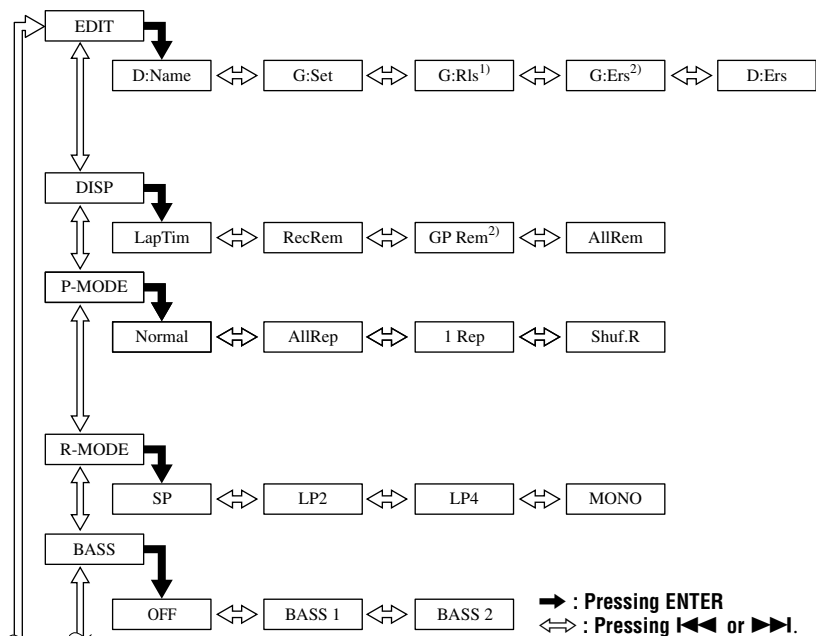 EDIT
D:Name G:Set G:Rls1) G:Ers2) D:Ers
DISP
LapTim RecRem GP Rem2) AllRem
P-MODE
Normal AllRep 1 Rep Shuf.R
R-MODE
SP LP2 LP4 MONO
BASS
OFF BASS 1 BASS 2
: Pressing ENTER
: Pressing or .